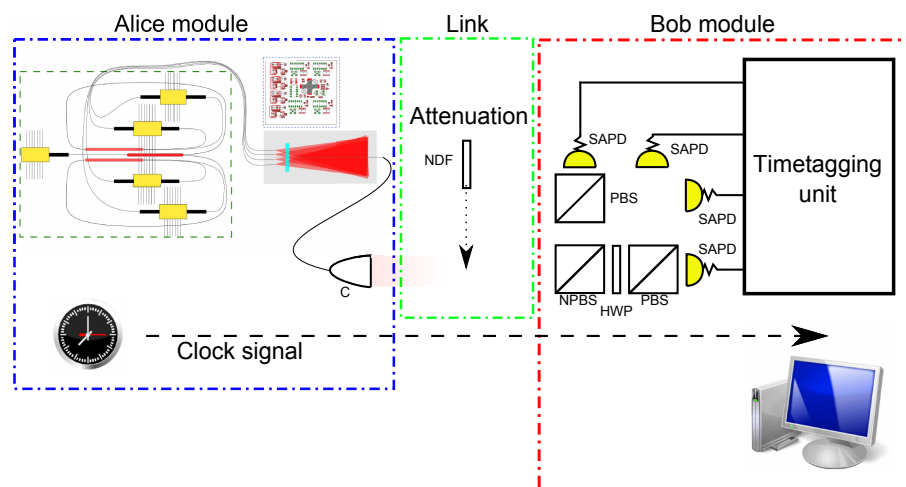 Alice module
Link
Bob module
Attenuation
NDF
SAPD
SAPD
PBS
SAPD
SAPD
Timetagging
unit
NPBS
HWP
PBS
C
Clock signal